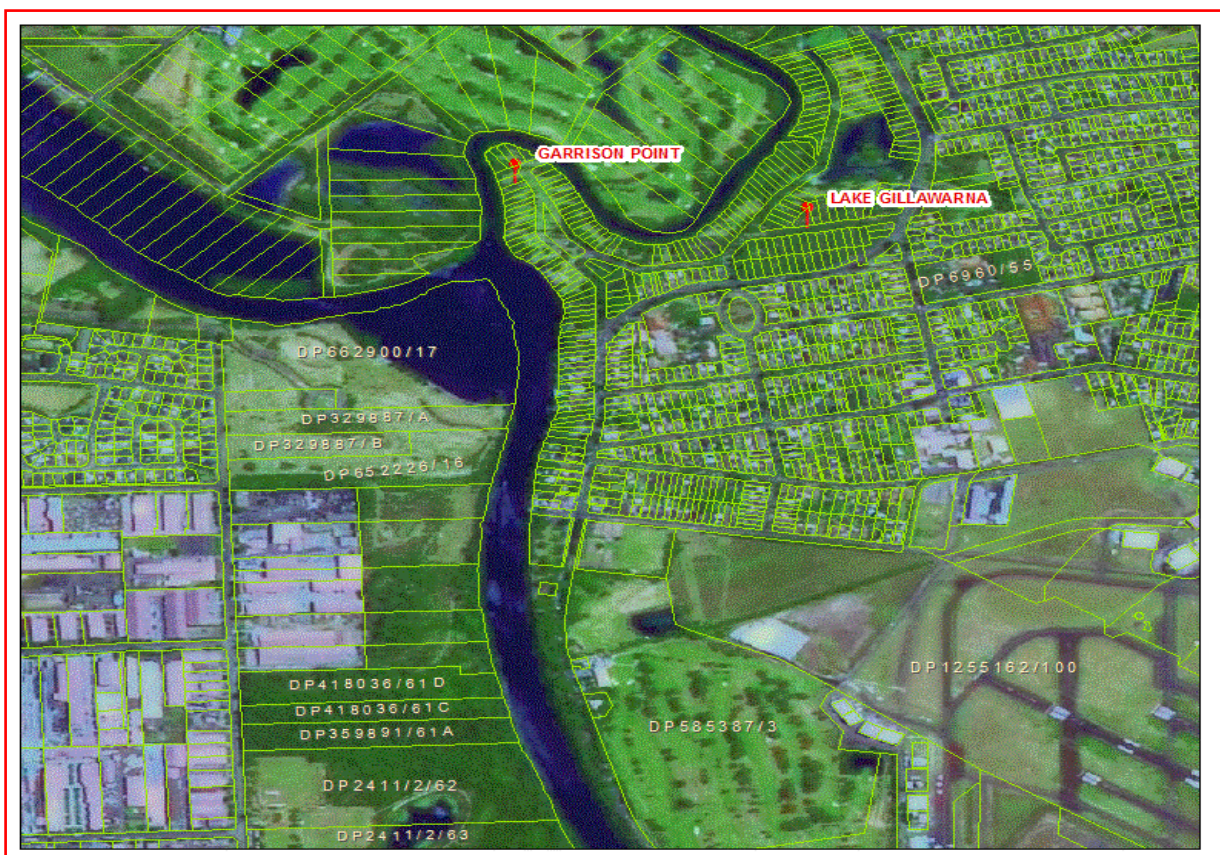 GARRISON POINT
LAKE GILLAWARNA
DP6960/55
DP662900/17
DP329887/A
DP329887/B
DP652226/16
DP1255162/100
DP418036/61D
DP418036/61C
DP585387/3
DP359891/61A
DP2411/2/62
DP2411/2/63